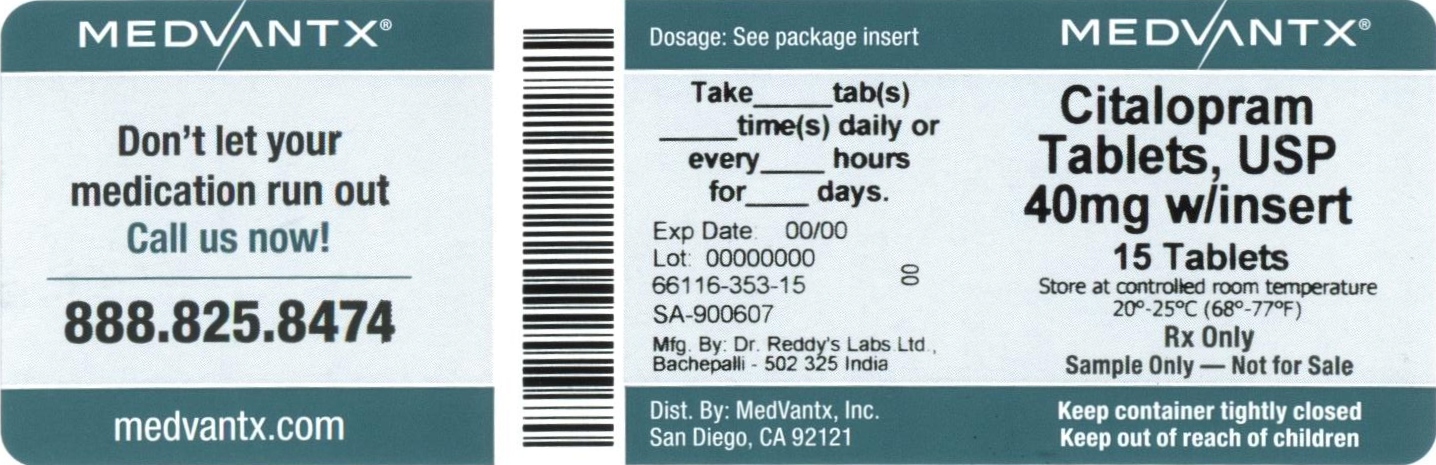 MEDVANTX®
Don't let your
medication run out
Call us now!
888.825.8474
medvantx.com
Dosage: See package insert
Take_____tab(s)
_____time(s) daily or
every____ hours
for____ days.
Exp Date: 00/00
Lot: 00000000
66116-353-15
00
SA-900607
Mfg. By: Dr. Reddy's Labs Ltd.,
Bachepalli - 502 325 India
Dist. By: MedVantx, Inc.
San Diego, CA 92121
MEDVANTX®
Citalopram
Tablets, USP
40mg w/insert
15 Tablets
Store at controlled room temperature
20º-25ºC (68º-77ºF)
Rx Only
Sample Only — Not for Sale
Keep container tightly closed
Keep out of reach of children